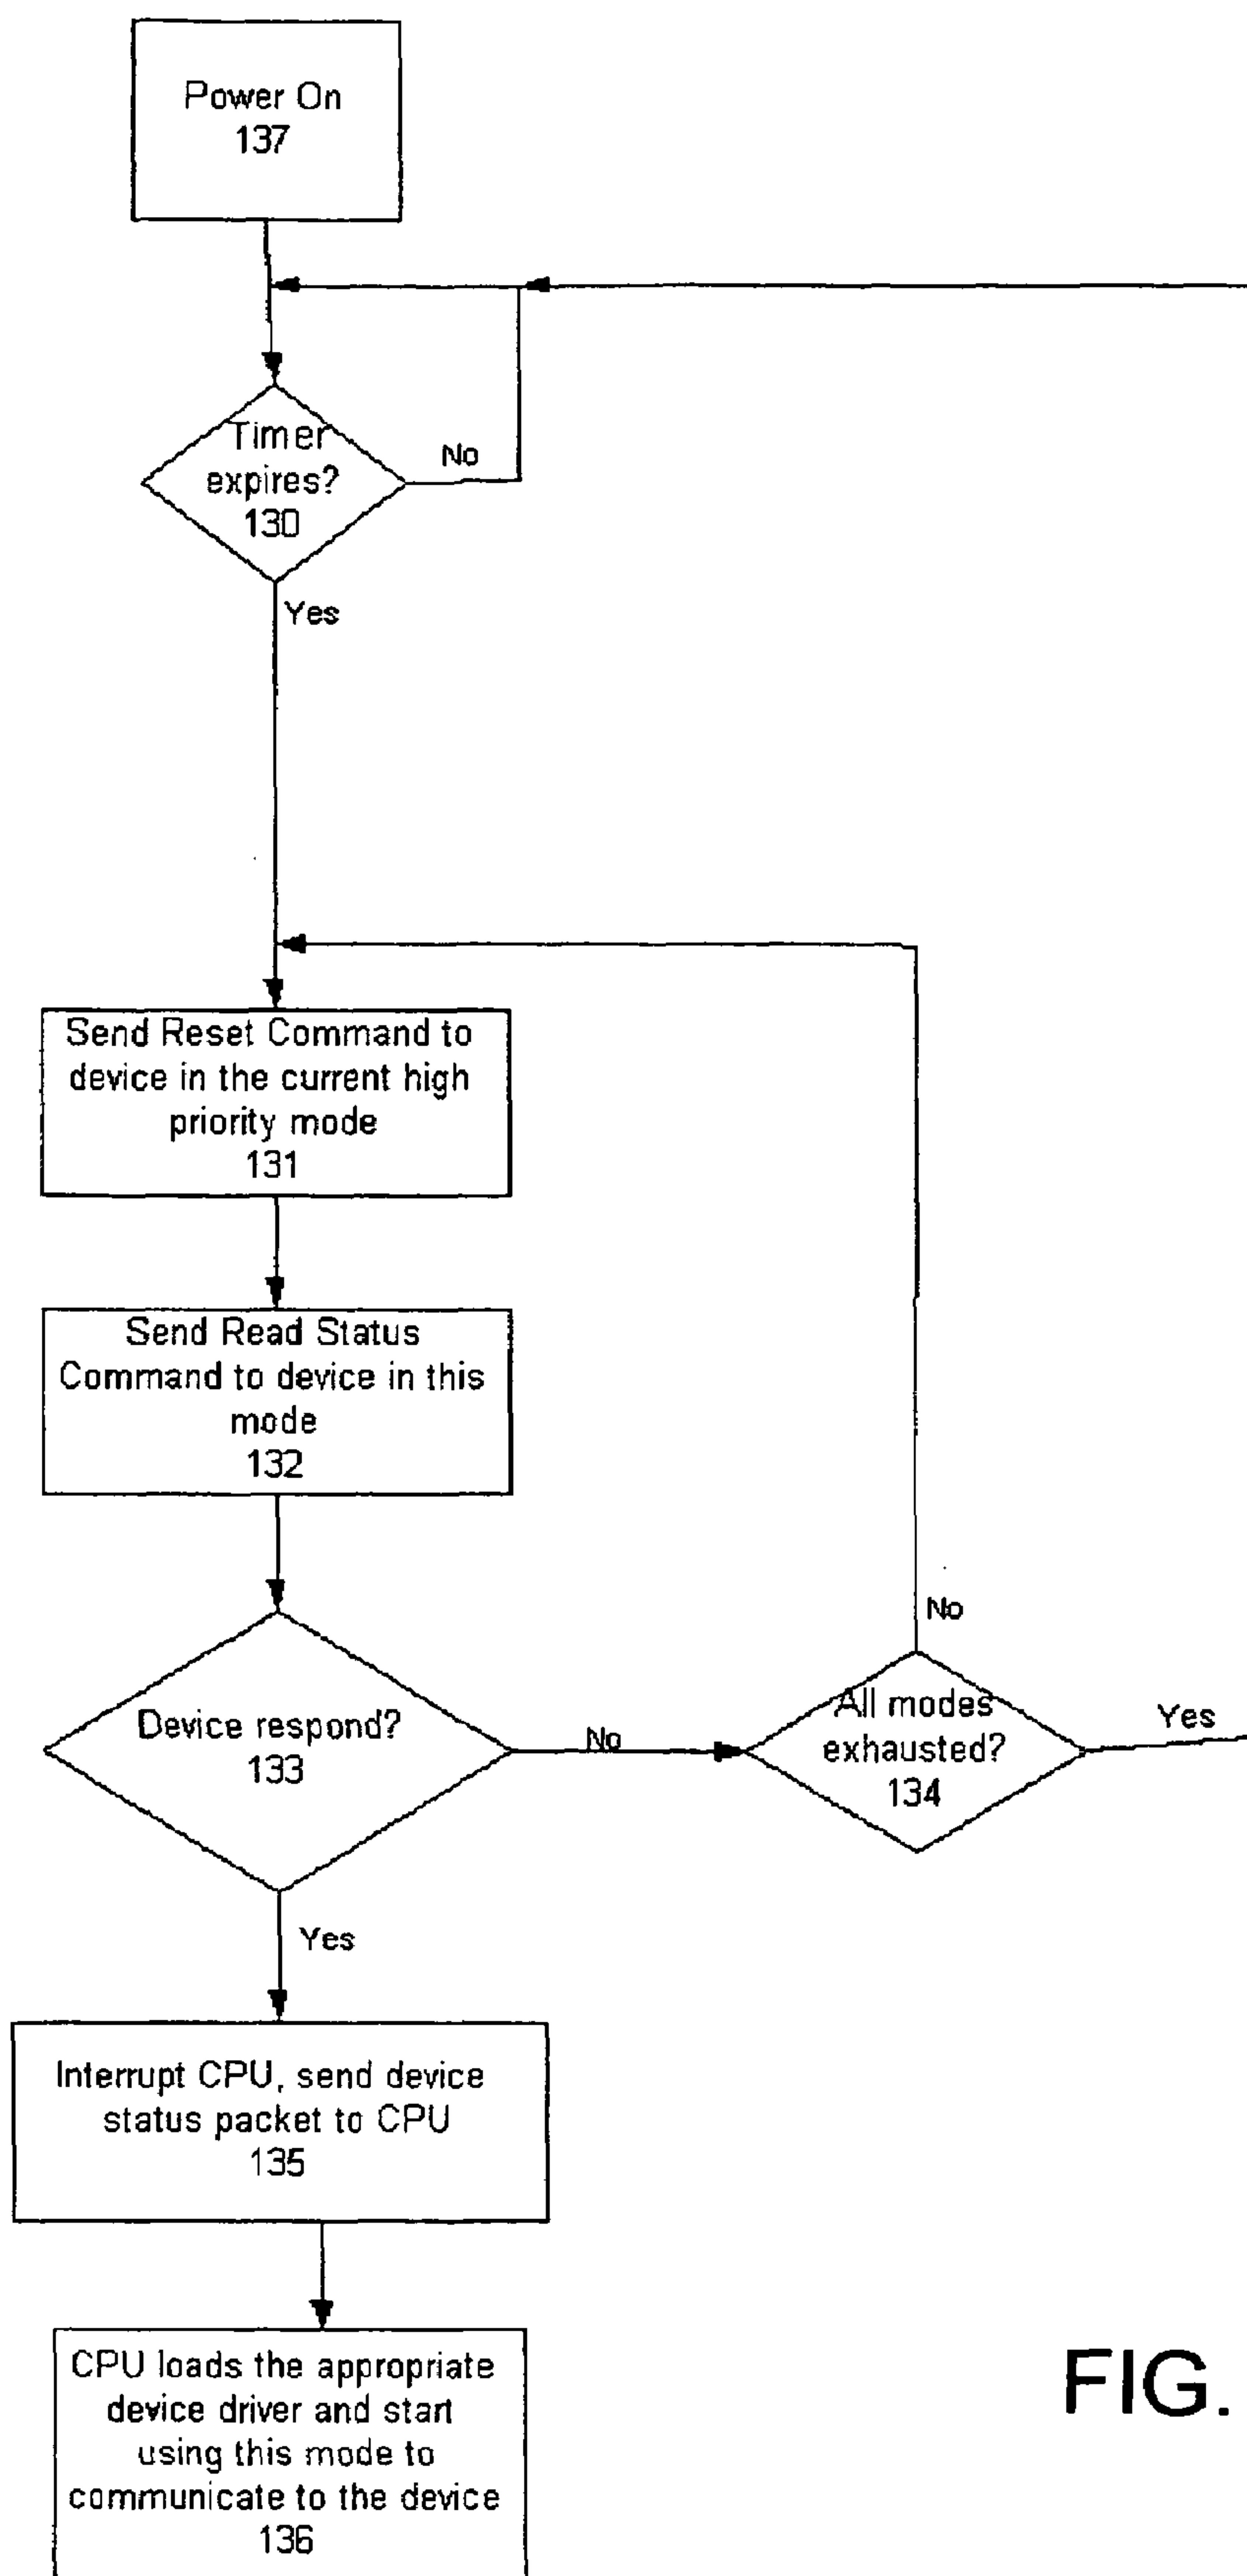 Power On
137
Timer
expires?
130
No
Yes
Send Reset Command to
device in the current high
priority mode
131
Send Read Status
Command to device in this
mode
132
Device respond?
133
No
All modes
exhausted?
134
No
Yes
Yes
Interrupt CPU, send device
status packet to CPU
135
CPU loads the appropriate
device driver and start
using this mode to
communicate to the device
136
FIG.